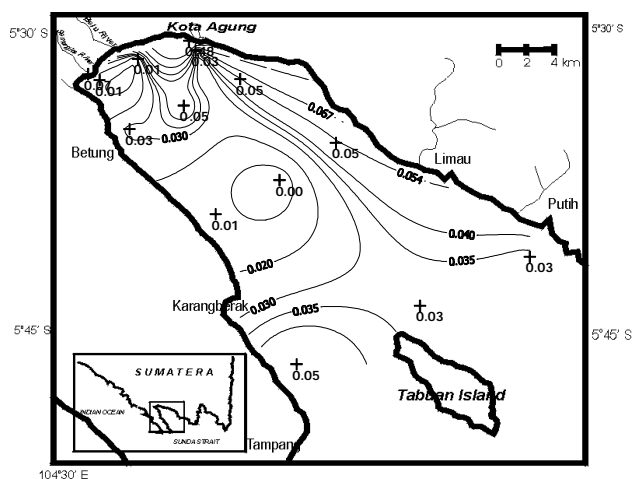 Kota Agung
5°30' S
5°30' S
Belu River
0.03
0.01
0.01
0.05
0 2 4 km
0.067
0.05
0.03
0.030
0.05
Betung
Limau
0.054
0.00
Putih
0.01
0.040
0.035
0.03
0.020
Karangberak
0.030
0.035
0.03
5°45' S
5°45' S
0.05
SUMATERA
Tabuan Island
INDIAN OCEAN
SUNDA STRAIT
Tampang
104°30' E